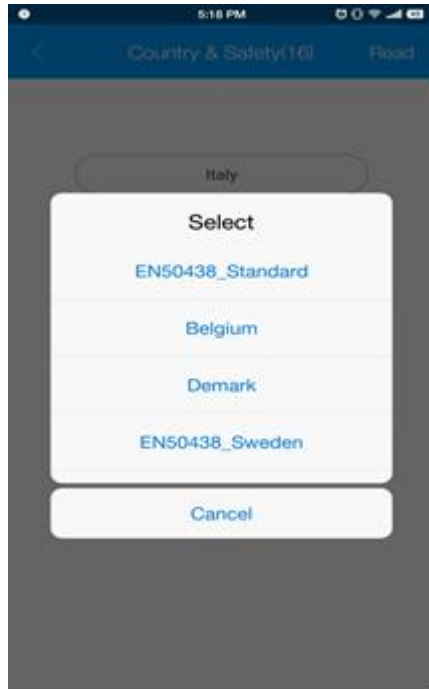 5:18 PM
Country & Safety(16)
Read
Italy
Select
EN50438_Standard
Belgium
Demark
EN50438_Sweden
Cancel